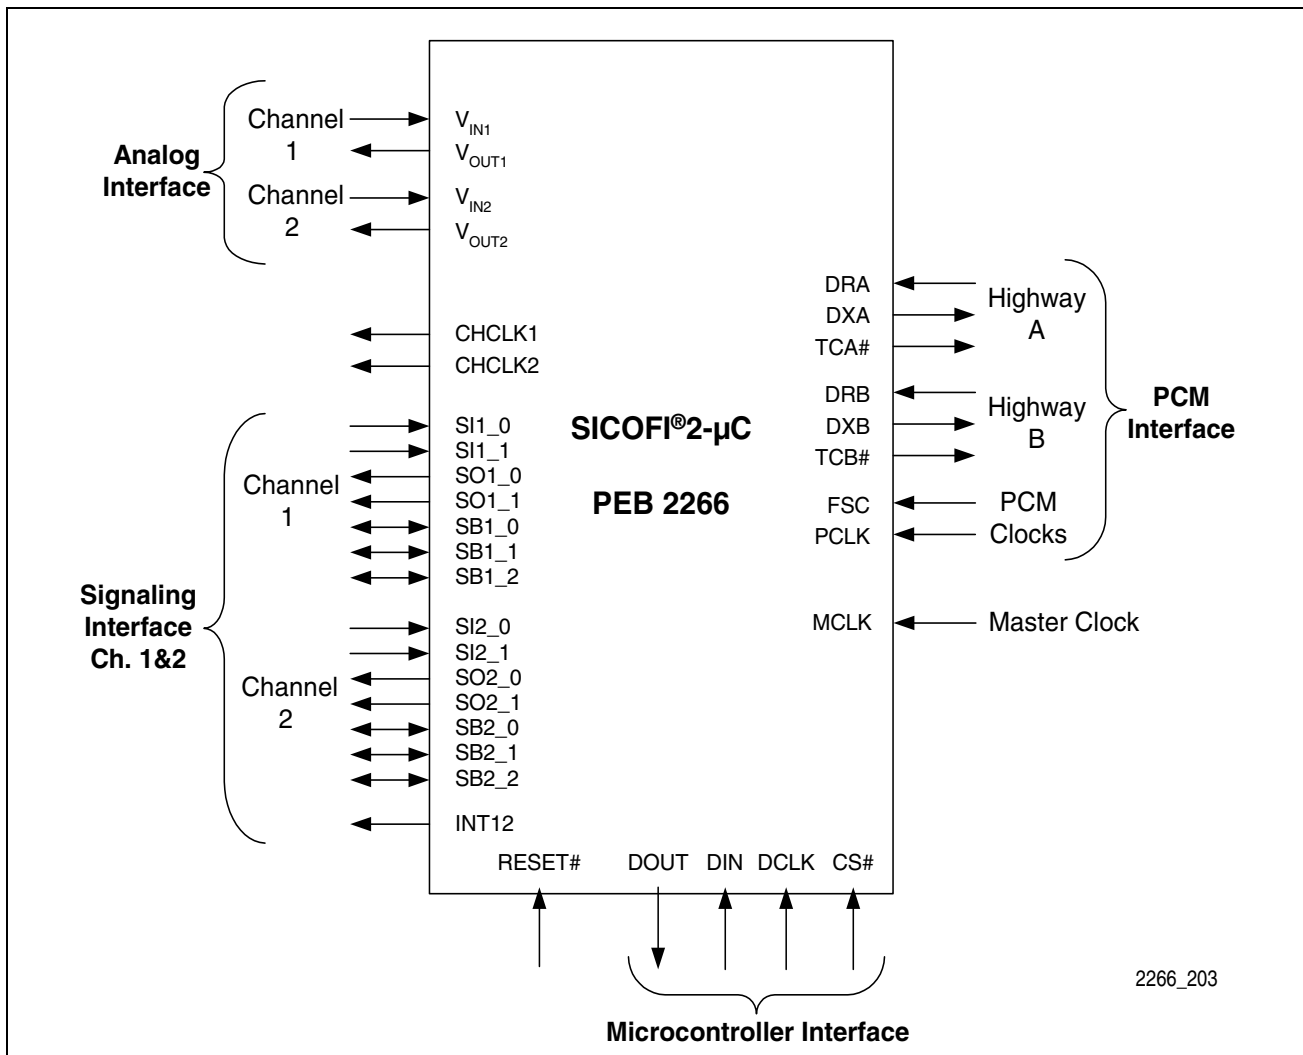 Analog
Interface
Channel
1
Channel
2
V_IN1
V_OUT1
V_IN2
V_OUT2
CHCLK1
CHCLK2
Signaling
Interface
Ch. 1&2
Channel
1
SI1_0
SI1_1
SO1_0
SO1_1
SB1_0
SB1_1
SB1_2
Channel
2
SI2_0
SI2_1
SO2_0
SO2_1
SB2_0
SB2_1
SB2_2
INT12
SICOFI®2-µC
PEB 2266
DRA
DXA
TCA#
Highway
A
DRB
DXB
TCB#
Highway
B
FSC
PCLK
PCM
Clocks
PCM
Interface
MCLK
Master Clock
RESET# DOUT DIN DCLK CS#
Microcontroller Interface
2266_203